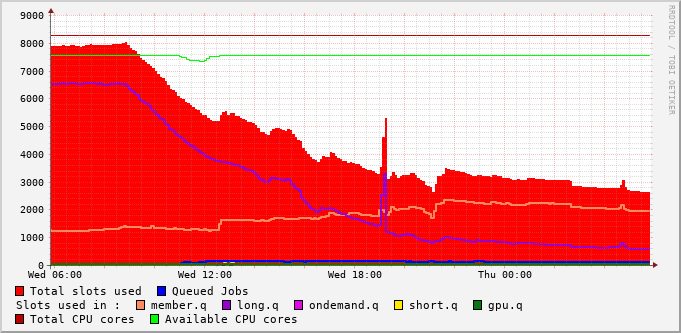 9000
8000
7000
6000
5000
4000
3000
2000
1000
0
Wed 06:00 Wed 12:00 Wed 18:00 Thu 00:00
RRDTOOL / TOBI OETIKER
Total slots used Queued Jobs
Slots used in : member.q long.q ondemand.q short.q gpu.q
Total CPU cores Available CPU cores